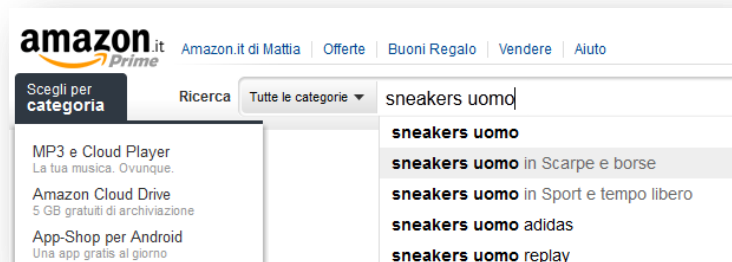 amazon.it
Prime
Amazon.it di Mattia | Offerte | Buoni Regalo | Vendere | Aiuto
Scegli per
categoria
Ricerca Tutte le categorie sneakers uomo
sneakers uomo
sneakers uomo in Scarpe e borse
sneakers uomo in Sport e tempo libero
sneakers uomo adidas
sneakers uomo replay
MP3 e Cloud Player
La tua musica. Ovunque.
Amazon Cloud Drive
5 GB gratuiti di archiviazione
App-Shop per Android
Una app gratis al giorno